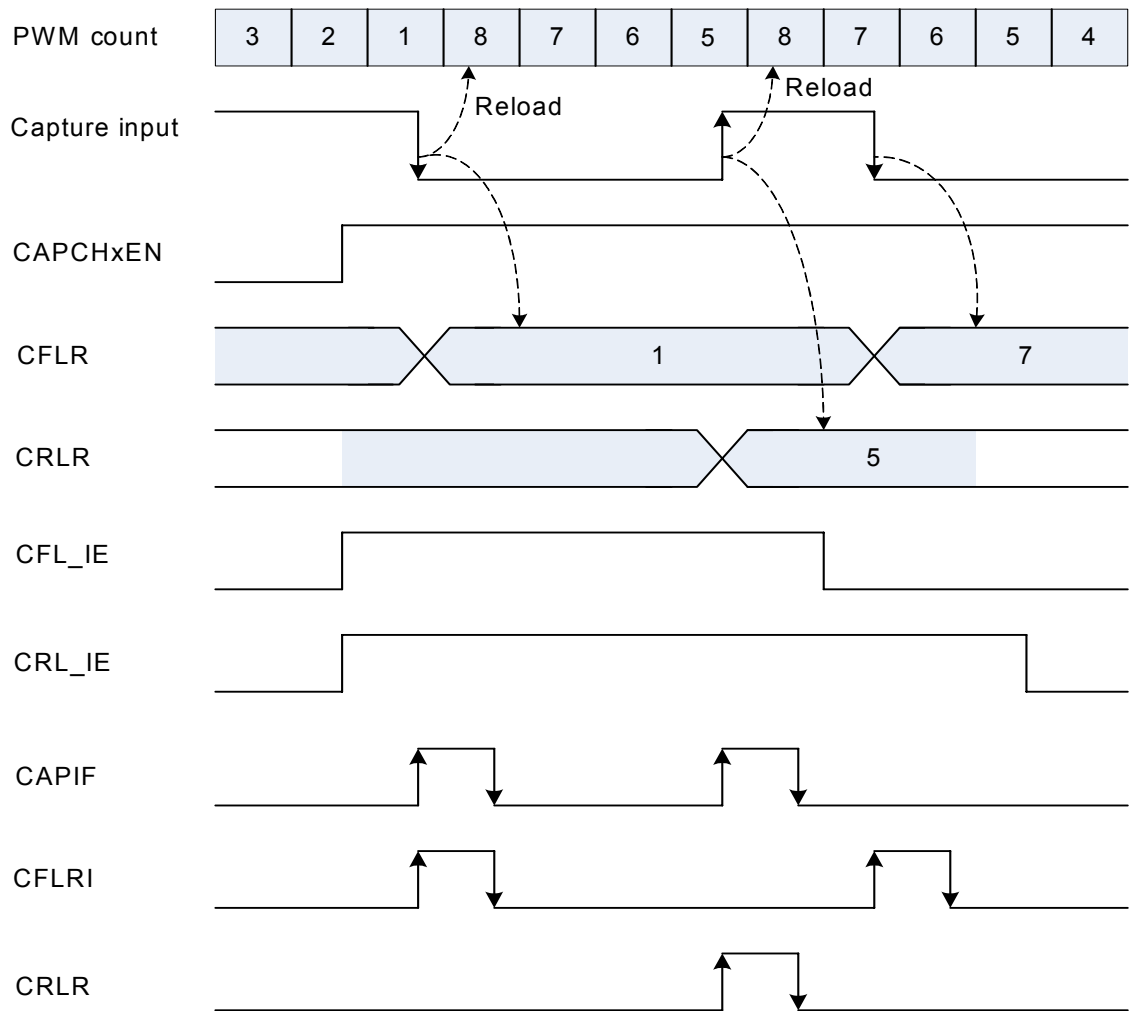 PWM count 3 2 1 8 7 6 5 8 7 6 5 4
Reload Reload
Capture input
CAPCHxEN
CFLR 1 7
CRLR 5
CFL_IE
CRL_IE
CAPIF
CFLRI
CRLR